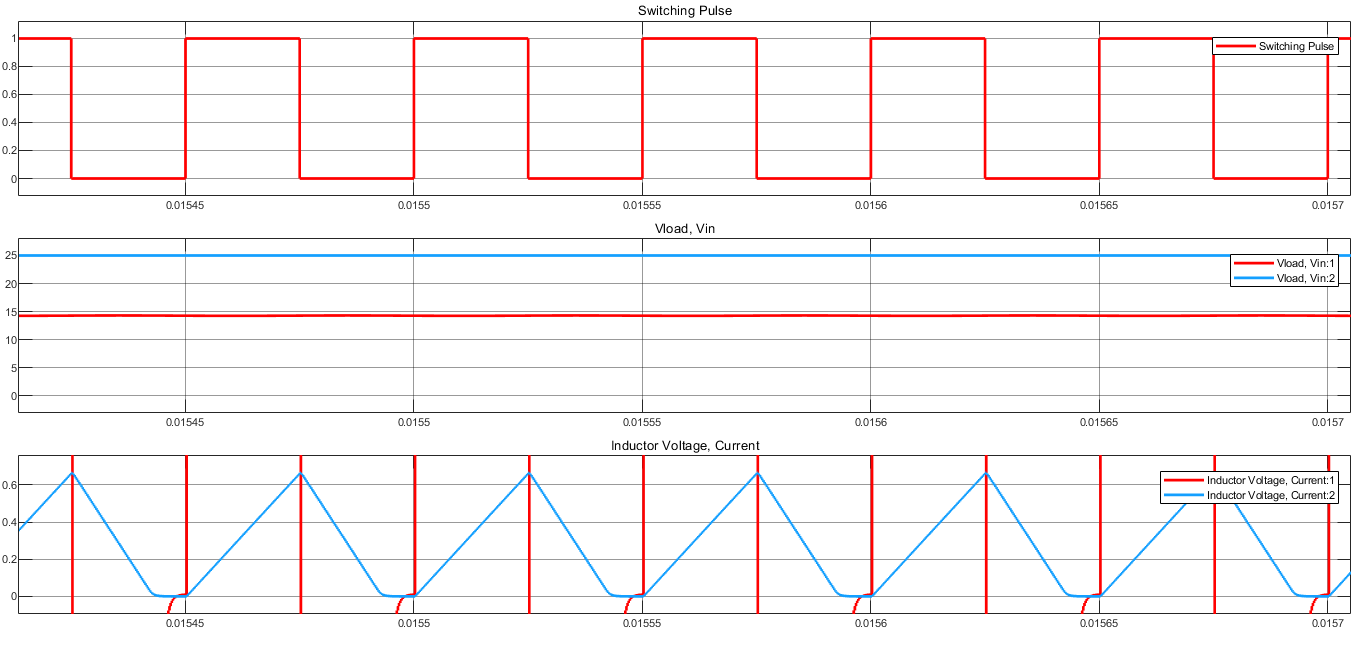 Switching Pulse
1
Switching Pulse
0.8
0.6
0.4
0.2
0
0.01545 0.0155 0.01555 0.0156 0.01565 0.0157
Vload, Vin
25
Vload, Vin:1
20
Vload, Vin:2
15
10
5
0
0.01545 0.0155 0.01555 0.0156 0.01565 0.0157
Inductor Voltage, Current
0.6
Inductor Voltage, Current:1
Inductor Voltage, Current:2
0.4
0.2
0
0.01545 0.0155 0.01555 0.0156 0.01565 0.0157